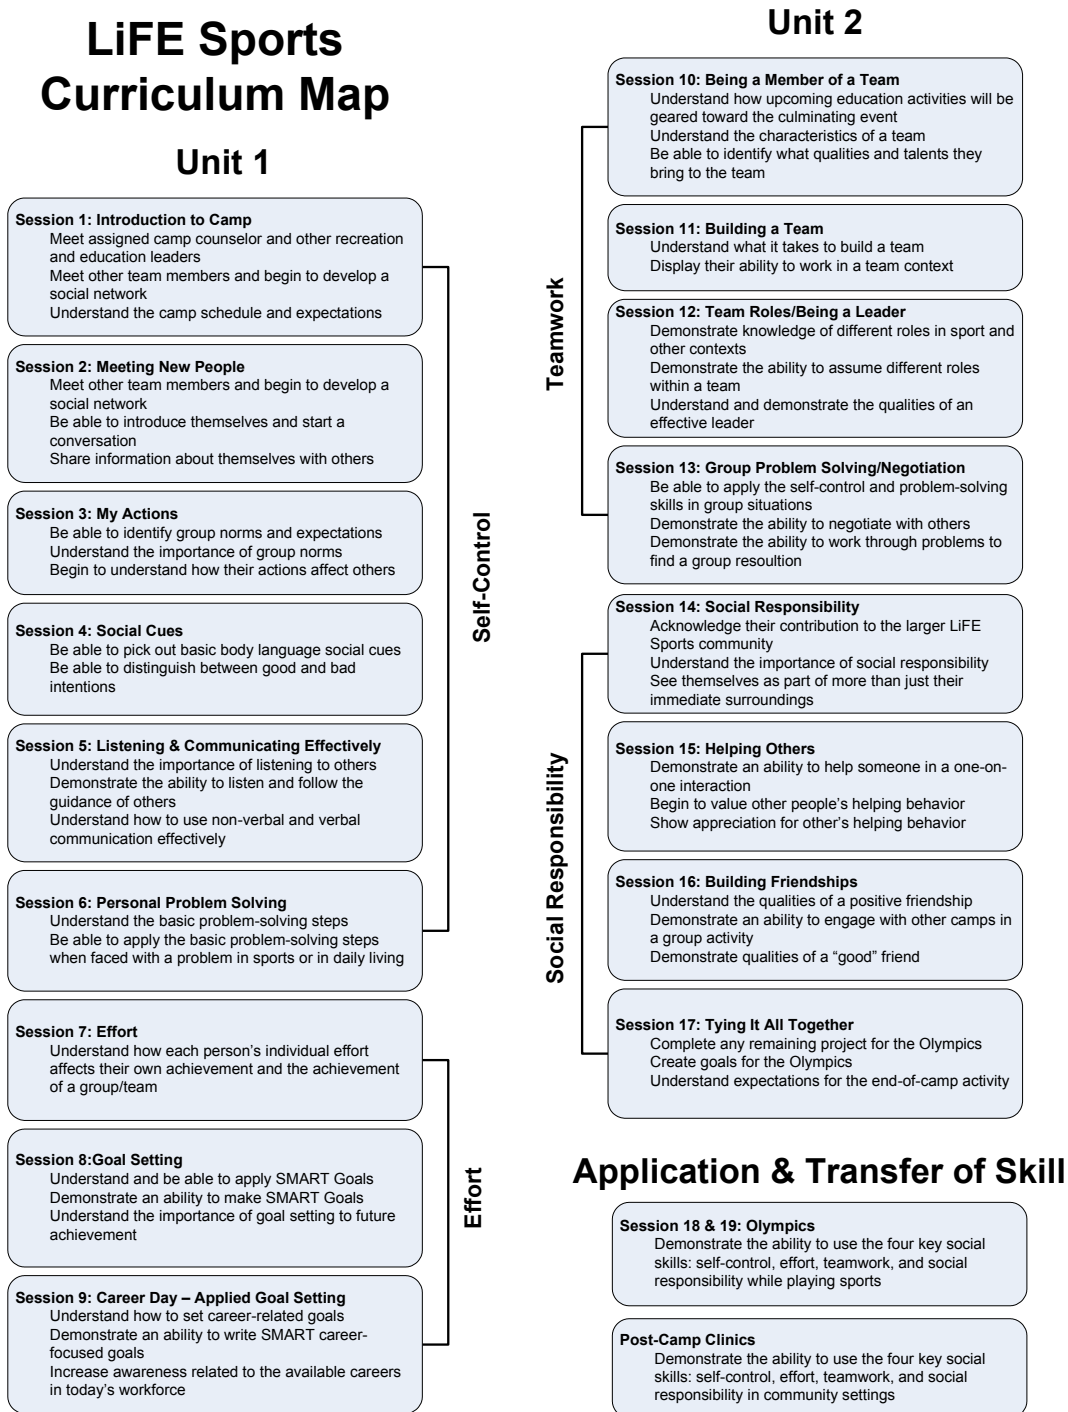 LiFE Sports
Curriculum Map
Unit 1
Session 1: Introduction to Camp
Meet assigned camp counselor and other recreation
and education leaders
Meet other team members and begin to develop a
social network
Understand the camp schedule and expectations
Session 2: Meeting New People
Meet other team members and begin to develop a
social network
Be able to introduce themselves and start a
conversation
Share information about themselves with others
Session 3: My Actions
Be able to identify group norms and expectations
Understand the importance of group norms
Begin to understand how their actions affect others
Session 4: Social Cues
Be able to pick out basic body language social cues
Be able to distinguish between good and bad
intentions
Session 5: Listening & Communicating Effectively
Understand the importance of listening to others
Demonstrate the ability to listen and follow the
guidance of others
Understand how to use non-verbal and verbal
communication effectively
Session 6: Personal Problem Solving
Understand the basic problem-solving steps
Be able to apply the basic problem-solving steps
when faced with a problem in sports or in daily living
Self-Control
Session 7: Effort
Understand how each person's individual effort
affects their own achievement and the achievement
of a group/team
Session 8:Goal Setting
Understand and be able to apply SMART Goals
Demonstrate an ability to make SMART Goals
Understand the importance of goal setting to future
achievement
Session 9: Career Day – Applied Goal Setting
Understand how to set career-related goals
Demonstrate an ability to write SMART career-
focused goals
Increase awareness related to the available careers
in today's workforce
Effort
Unit 2
Session 10: Being a Member of a Team
Understand how upcoming education activities will be
geared toward the culminating event
Understand the characteristics of a team
Be able to identify what qualities and talents they
bring to the team
Session 11: Building a Team
Understand what it takes to build a team
Display their ability to work in a team context
Session 12: Team Roles/Being a Leader
Demonstrate knowledge of different roles in sport and
other contexts
Demonstrate the ability to assume different roles
within a team
Understand and demonstrate the qualities of an
effective leader
Session 13: Group Problem Solving/Negotiation
Be able to apply the self-control and problem-solving
skills in group situations
Demonstrate the ability to negotiate with others
Demonstrate the ability to work through problems to
find a group resoultion
Teamwork
Session 14: Social Responsibility
Acknowledge their contribution to the larger LiFE
Sports community
Understand the importance of social responsibility
See themselves as part of more than just their
immediate surroundings
Session 15: Helping Others
Demonstrate an ability to help someone in a one-on-
one interaction
Begin to value other people's helping behavior
Show appreciation for other's helping behavior
Session 16: Building Friendships
Understand the qualities of a positive friendship
Demonstrate an ability to engage with other camps in
a group activity
Demonstrate qualities of a "good" friend
Session 17: Tying It All Together
Complete any remaining project for the Olympics
Create goals for the Olympics
Understand expectations for the end-of-camp activity
Social Responsibility
Application & Transfer of Skill
Session 18 & 19: Olympics
Demonstrate the ability to use the four key social
skills: self-control, effort, teamwork, and social
responsibility while playing sports
Post-Camp Clinics
Demonstrate the ability to use the four key social
skills: self-control, effort, teamwork, and social
responsibility in community settings